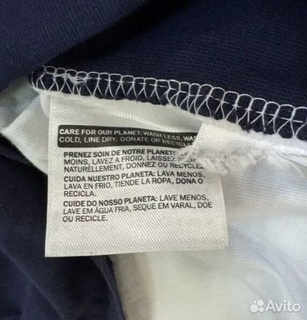 CARE FOR OUR PLANET: WASH LESS, WASH
COLD, LINE DRY, DONATE OR RECYCLE
PRENEZ SOIN DE NOTRE PLANÈTE:
MOINS, LAVEZ À FROID, LAISSEZ
NATURELLEMENT, DONNEZ OU RECYCLEZ
CUIDA NUESTRO PLANETA: LAVA MENOS,
LAVA EN FRIO, TIENDE LA ROPA, DONA O
RECICLA.
CUIDE DO NOSSO PLANETA: LAVE MENOS,
LAVE EM ÁGUA FRIA, SEQUE EM VARAL, DOE
OU RECICLE.
Avito